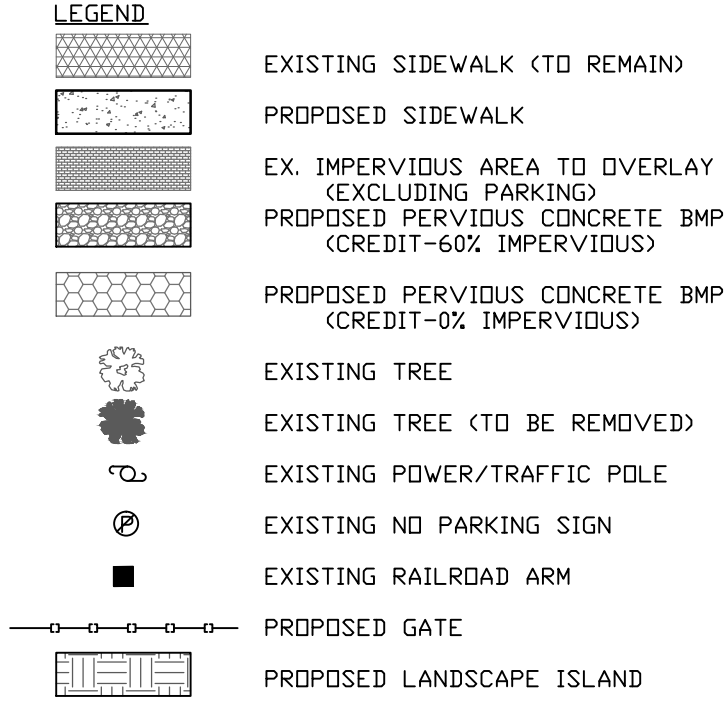 LEGEND
EXISTING SIDEWALK (TO REMAIN)
PROPOSED SIDEWALK
EX. IMPERVIOUS AREA TO OVERLAY
(EXCLUDING PARKING)
PROPOSED PERVIOUS CONCRETE BMP
(CREDIT-60% IMPERVIOUS)
PROPOSED PERVIOUS CONCRETE BMP
(CREDIT-0% IMPERVIOUS)
EXISTING TREE
EXISTING TREE (TO BE REMOVED)
EXISTING POWER/TRAFFIC POLE
P EXISTING NO PARKING SIGN
EXISTING RAILROAD ARM
PROPOSED GATE
PROPOSED LANDSCAPE ISLAND